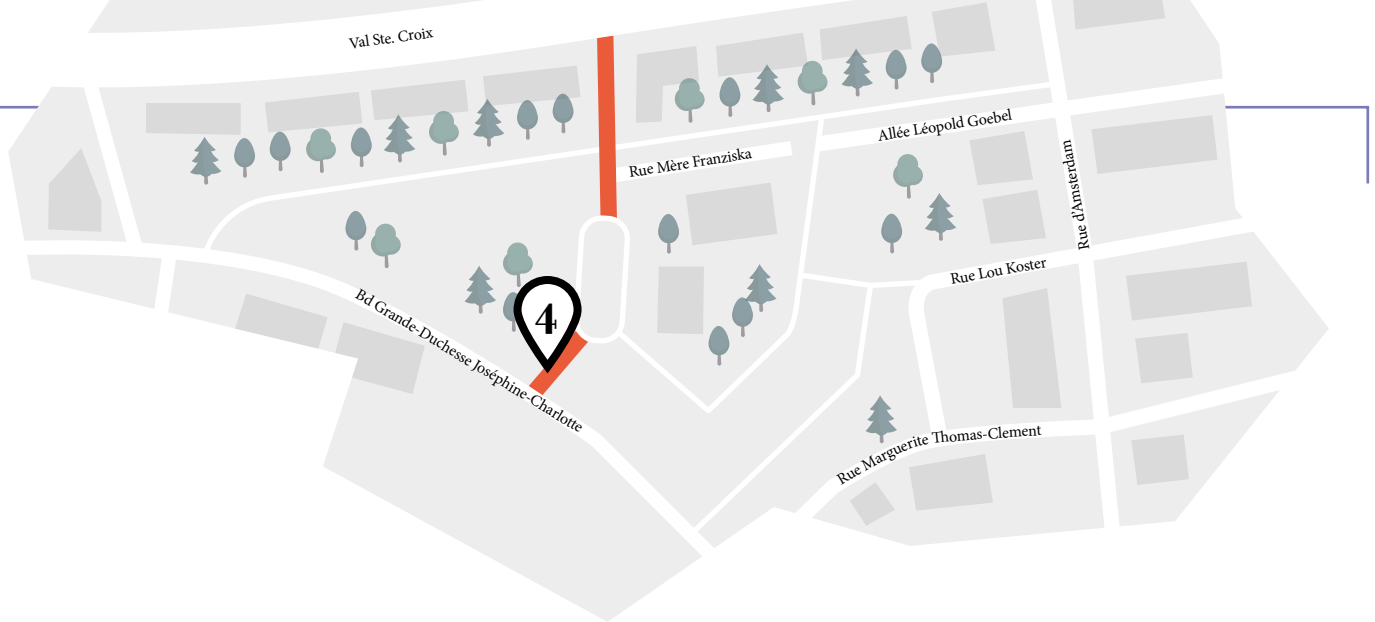 Val Ste. Croix
Allée Léopold Goebel
Rue Mère Franziska
Rue d'Amsterdam
Rue Lou Koster
Bd Grande-Duchesse Joséphine-Charlotte
4
Rue Marguerite Thomas-Clement